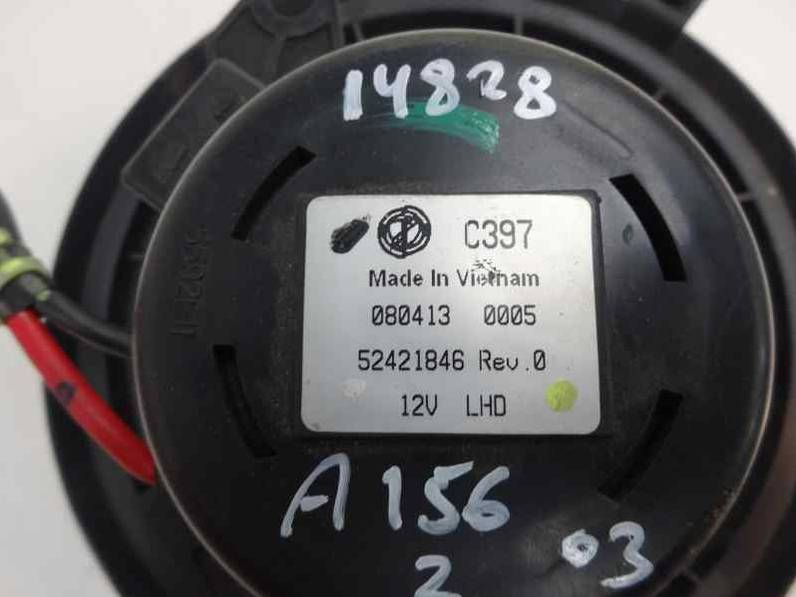 14828
C397
Made In Vietnam
080413 0005
52421846 Rev.0
12V LHD
A 156
2 03